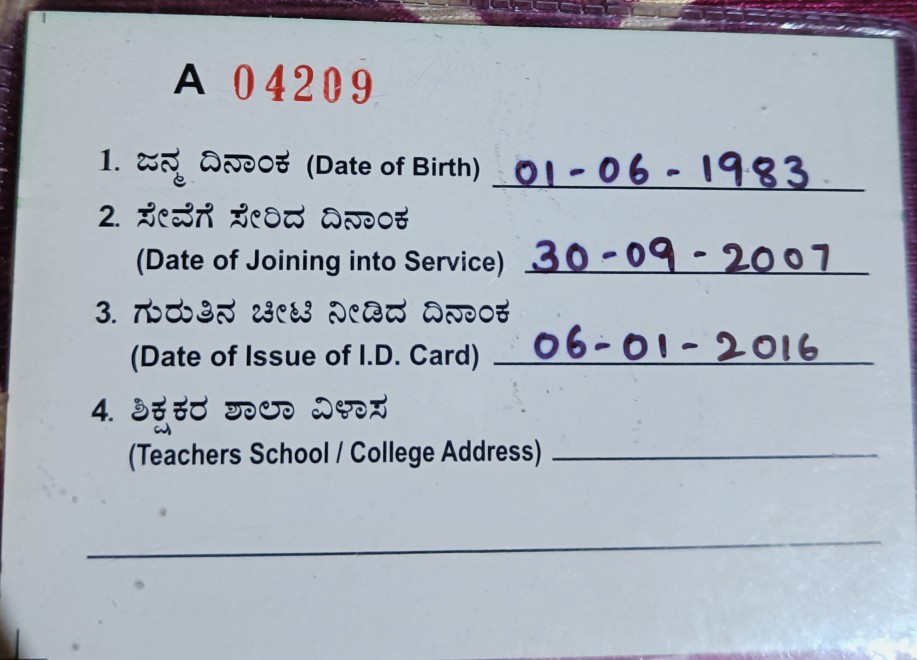 A 04209
1. ಜನ್ಮ ದಿನಾಂಕ (Date of Birth) 01-06-1983
2. ಸೇವೆಗೆ ಸೇರಿದ ದಿನಾಂಕ
(Date of Joining into Service) 30-09-2007
3. ಗುರುತಿನ ಚೀಟಿ ನೀಡಿದ ದಿನಾಂಕ
(Date of Issue of I.D. Card) 06-01-2016
4. ಶಿಕ್ಷಕರ ಶಾಲಾ ವಿಳಾಸ
(Teachers School / College Address)